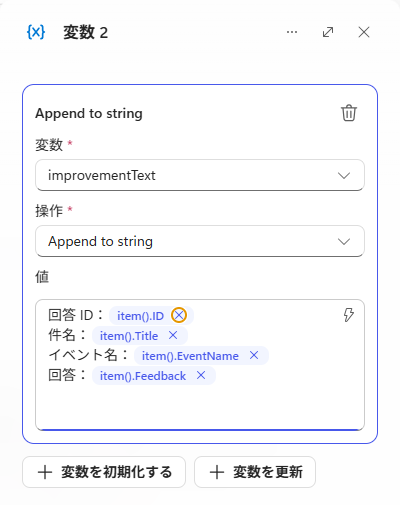 変数 2
Append to string
変数 *
improvementText
操作 *
Append to string
値
回答 ID： item().ID
件名： item().Title
イベント名： item().EventName
回答： item().Feedback
変数を初期化する
変数を更新